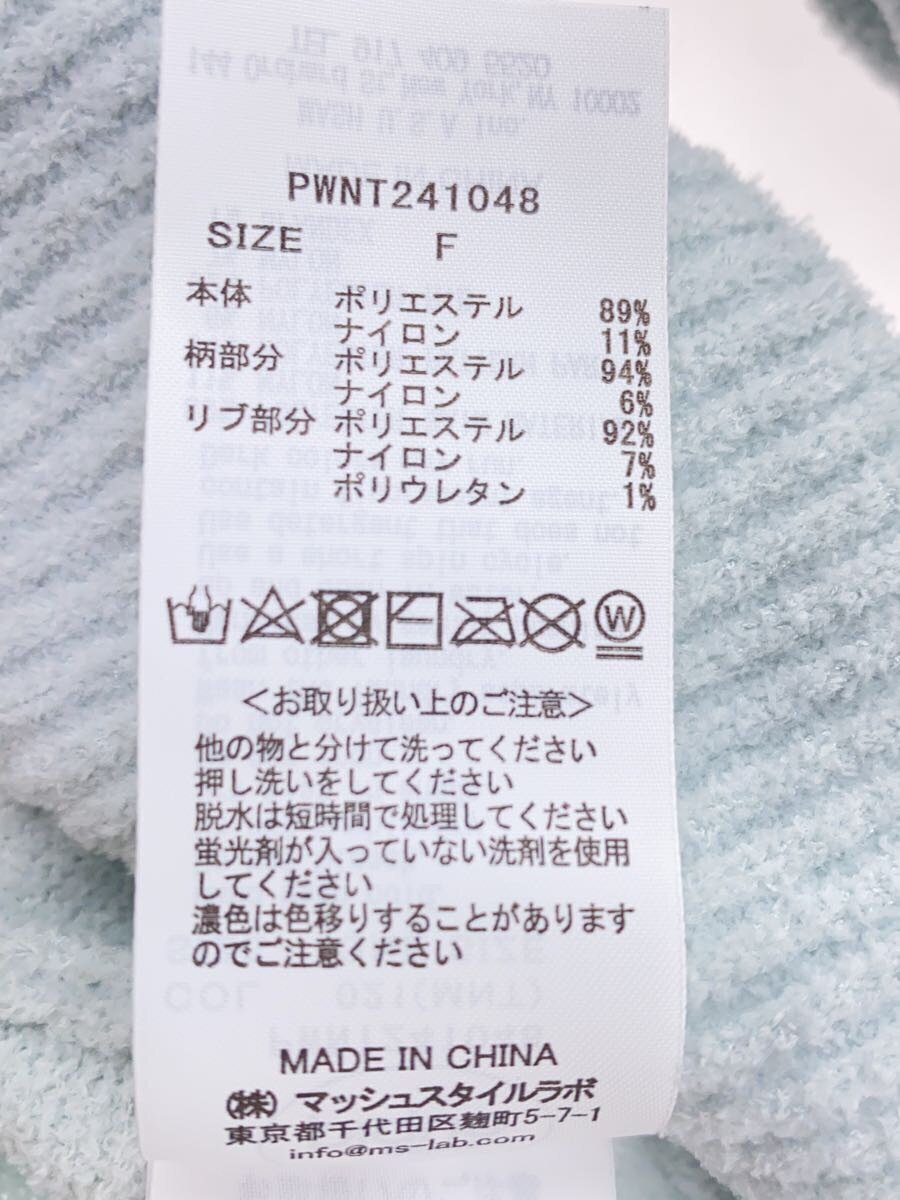 PWNT241048
SIZE F
本体 ポリエステル 89%
ナイロン 11%
柄部分 ポリエステル 94%
ナイロン 6%
リブ部分 ポリエステル 92%
ナイロン 7%
ポリウレタン 1%
W
<お取り扱い上のご注意>
他の物と分けて洗ってください
押し洗いをしてください
脱水は短時間で処理してください
蛍光剤が入っていない洗剤を使用
してください
濃色は色移りすることがあります
のでご注意ください
MADE IN CHINA
(株) マッシュスタイルラボ
東京都千代田区麹町5-7-1
info@ms-lab.com